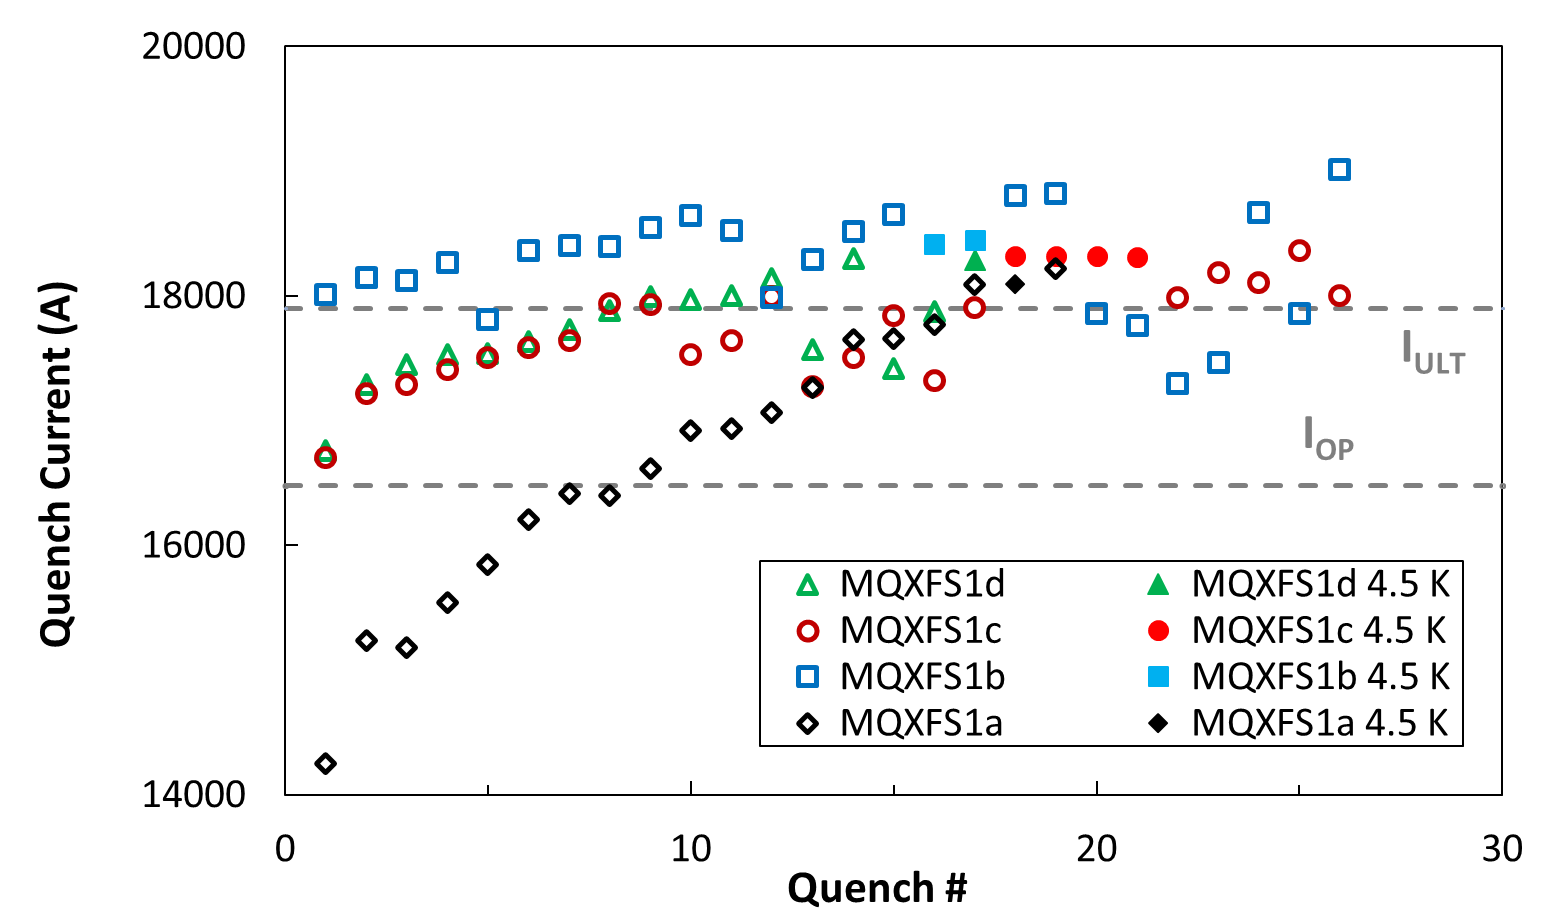 20000
18000
16000
14000
Quench Current (A)
I_ULT
I_OP
MQXFS1d
MQXFS1d 4.5 K
MQXFS1c
MQXFS1c 4.5 K
MQXFS1b
MQXFS1b 4.5 K
MQXFS1a
MQXFS1a 4.5 K
0
10
20
30
Quench #